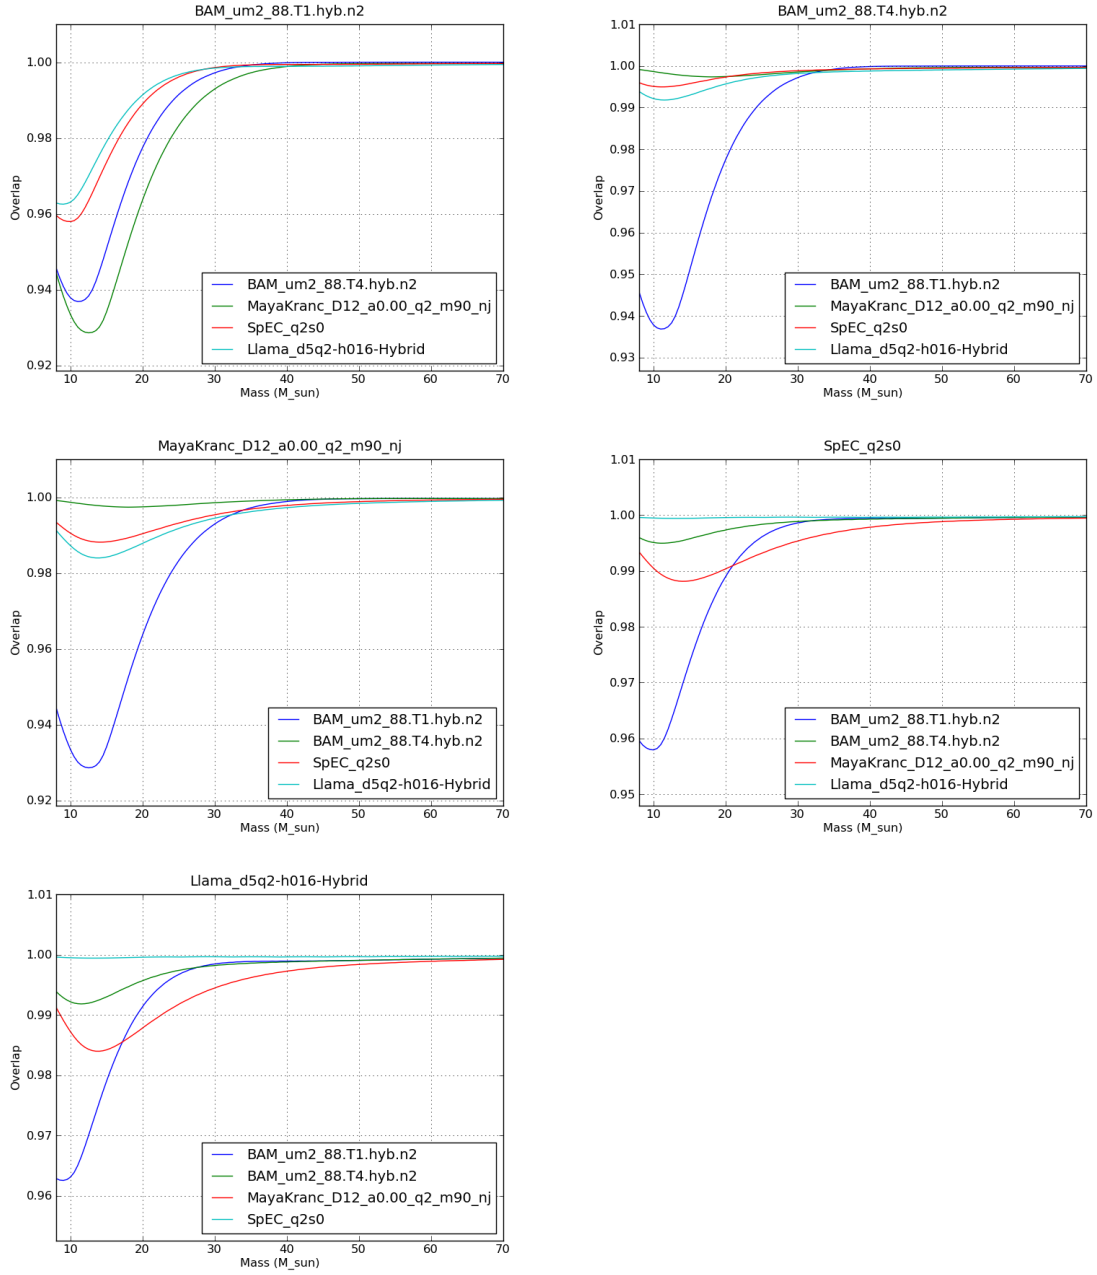 BAM_um2_88.T1.hyb.n2
1.00
0.98
0.96
0.94
0.92
Overlap
10 20 30 40 50 60 70
Mass (M_sun)
BAM_um2_88.T4.hyb.n2
MayaKranc_D12_a0.00_q2_m90_nj
SpEC_q2s0
Llama_d5q2-h016-Hybrid
BAM_um2_88.T4.hyb.n2
1.01
1.00
0.99
0.98
0.97
0.96
0.95
0.94
0.93
Overlap
10 20 30 40 50 60 70
Mass (M_sun)
BAM_um2_88.T1.hyb.n2
MayaKranc_D12_a0.00_q2_m90_nj
SpEC_q2s0
Llama_d5q2-h016-Hybrid
MayaKranc_D12_a0.00_q2_m90_nj
1.00
0.98
0.96
0.94
0.92
Overlap
10 20 30 40 50 60 70
Mass (M_sun)
BAM_um2_88.T1.hyb.n2
BAM_um2_88.T4.hyb.n2
SpEC_q2s0
Llama_d5q2-h016-Hybrid
SpEC_q2s0
1.01
1.00
0.99
0.98
0.97
0.96
0.95
Overlap
10 20 30 40 50 60 70
Mass (M_sun)
BAM_um2_88.T1.hyb.n2
BAM_um2_88.T4.hyb.n2
MayaKranc_D12_a0.00_q2_m90_nj
Llama_d5q2-h016-Hybrid
Llama_d5q2-h016-Hybrid
1.01
1.00
0.99
0.98
0.97
0.96
Overlap
10 20 30 40 50 60 70
Mass (M_sun)
BAM_um2_88.T1.hyb.n2
BAM_um2_88.T4.hyb.n2
MayaKranc_D12_a0.00_q2_m90_nj
SpEC_q2s0